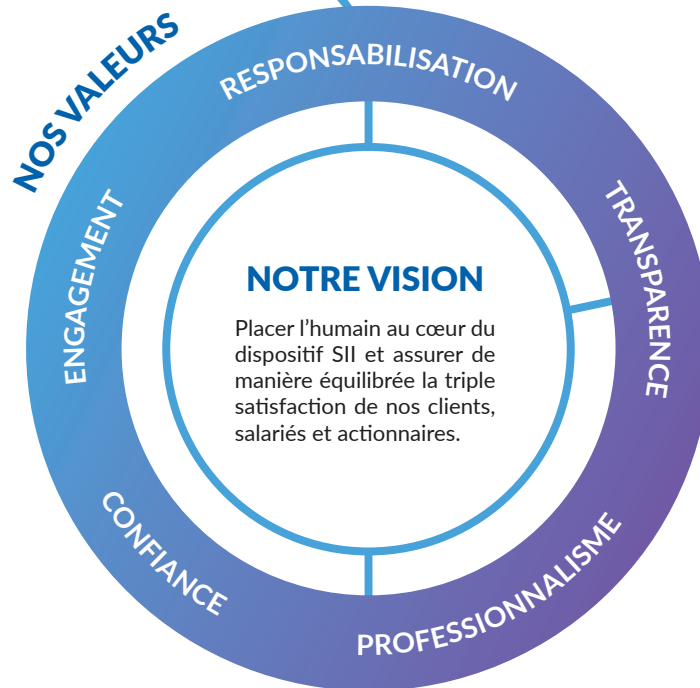 NOS VALEURS
RESPONSABILISATION
TRANSPARENCE
PROFESSIONNALISME
CONFIANCE
ENGAGEMENT
NOTRE VISION
Placer l’humain au cœur du
dispositif SII et assurer de
manière équilibrée la triple
satisfaction de nos clients,
salariés et actionnaires.